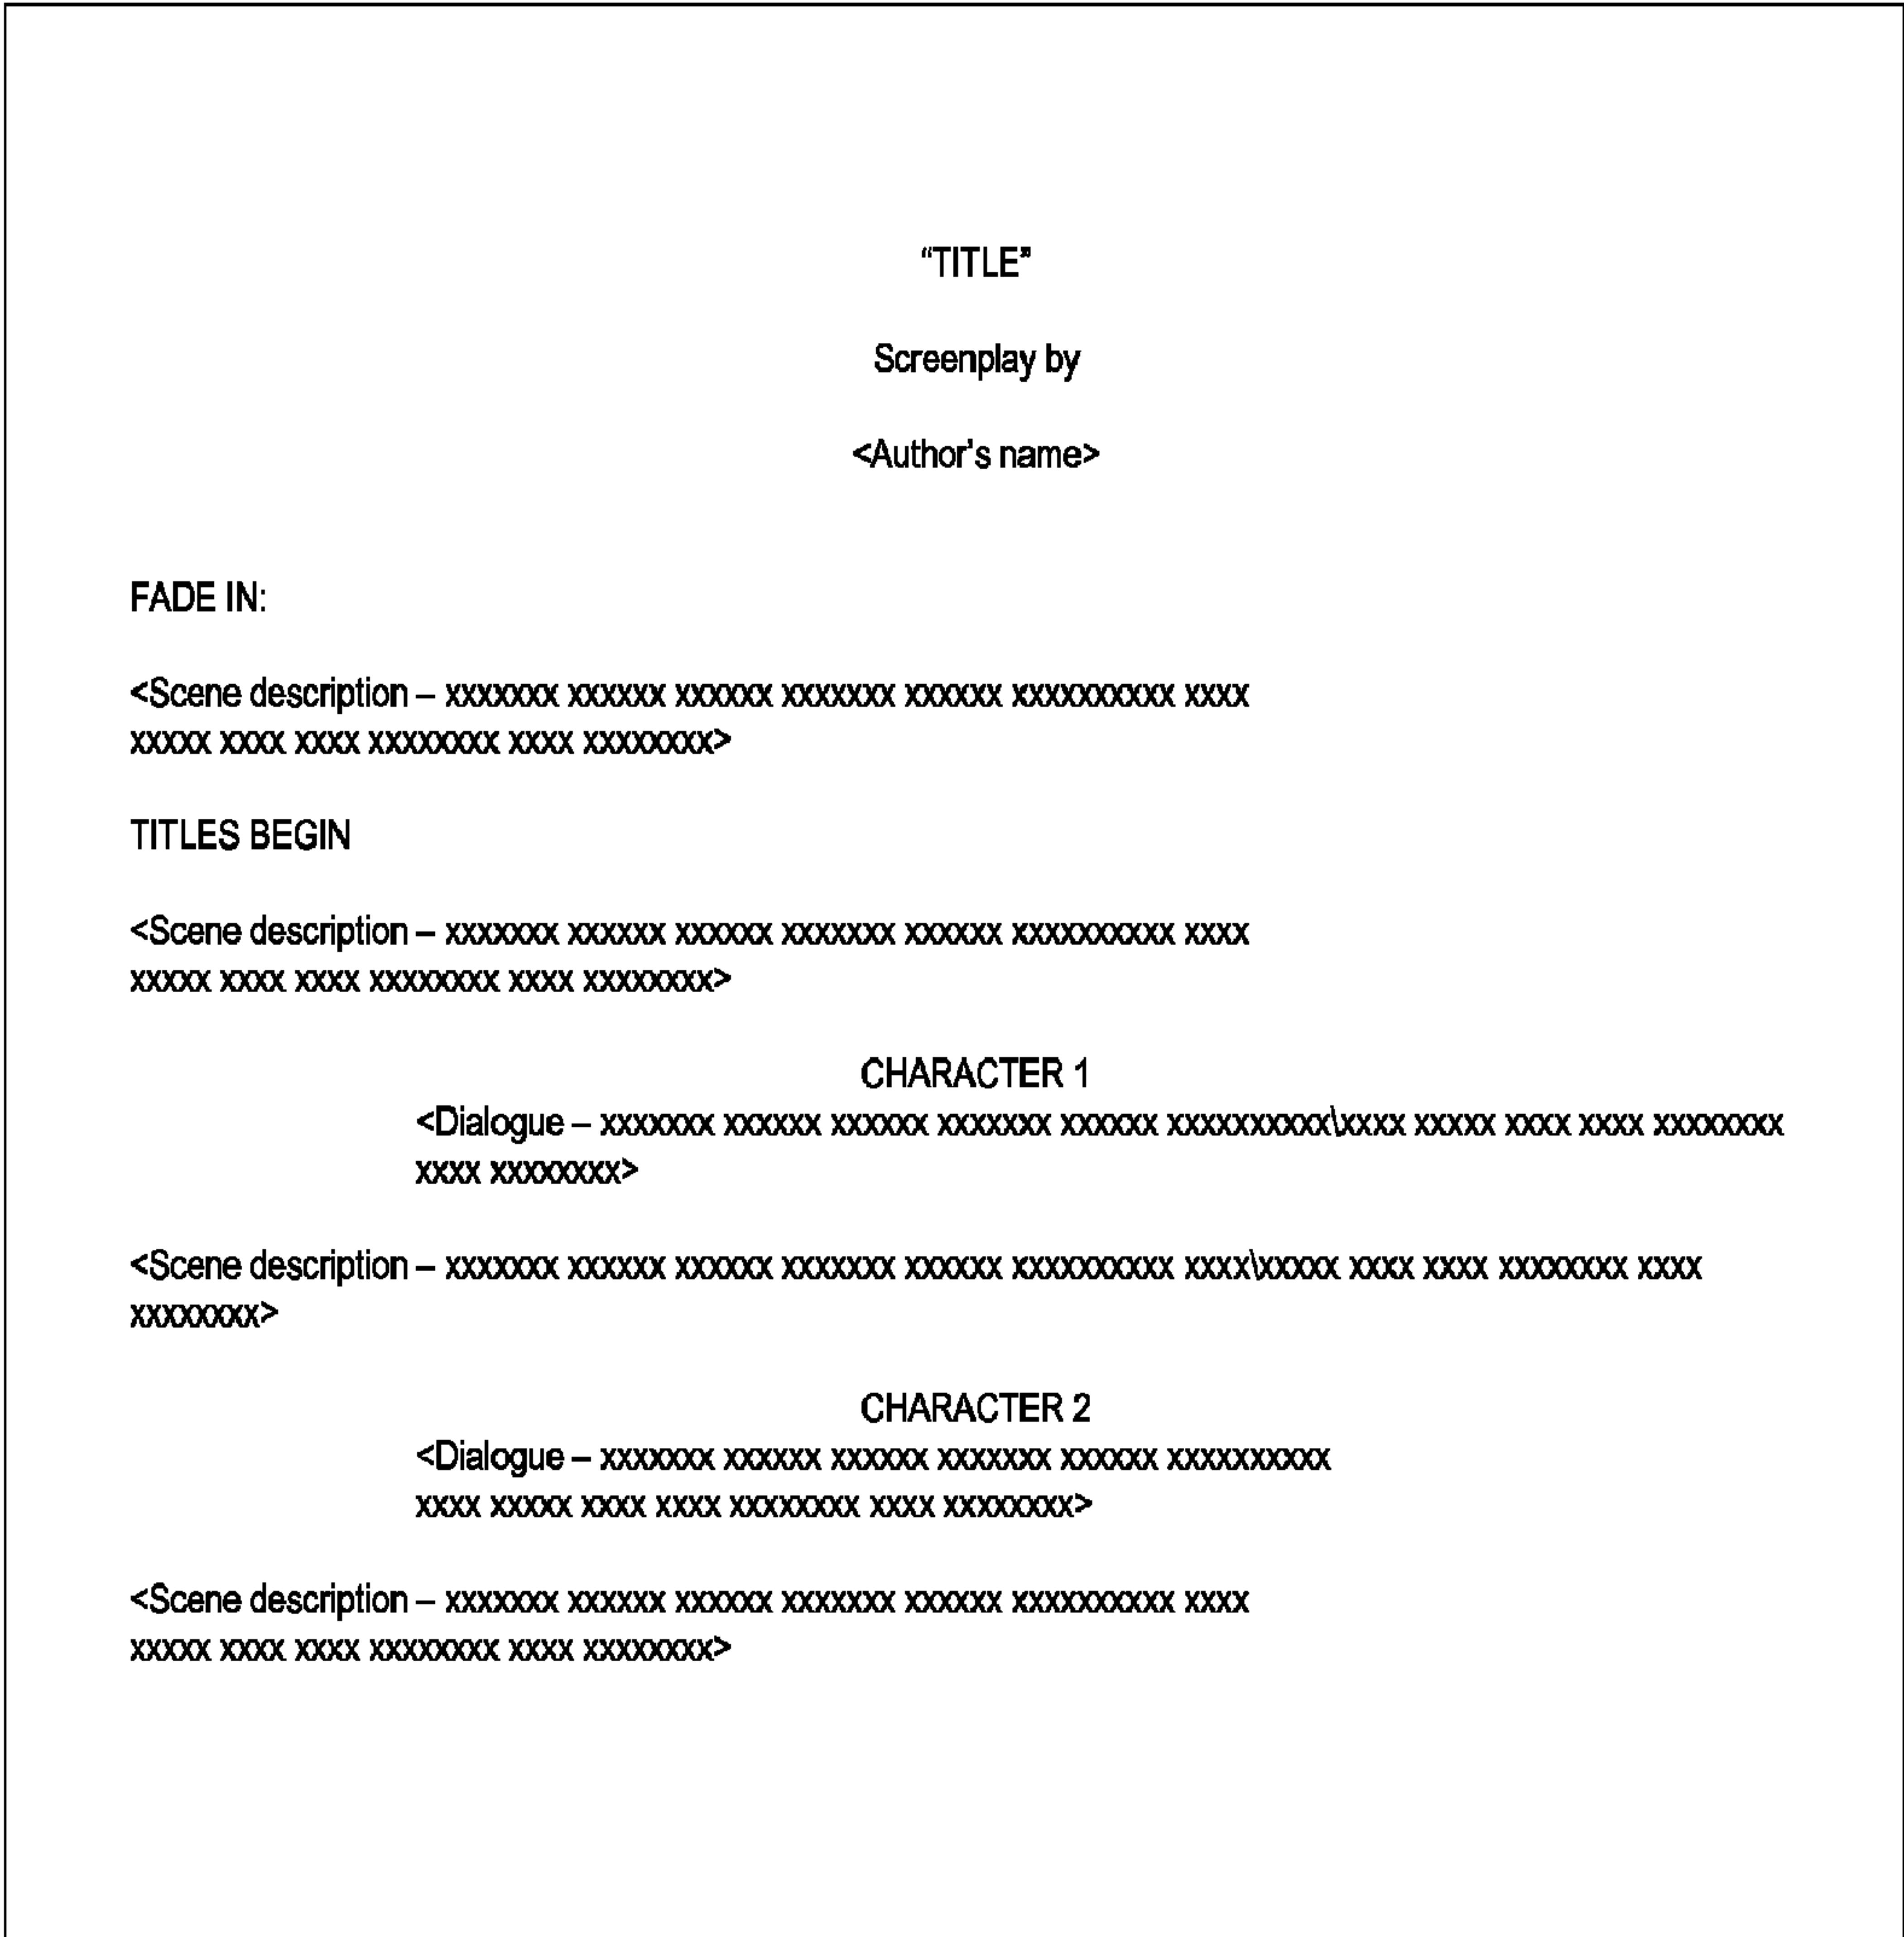 “TITLE”
Screenplay by
<Author’s name>
FADE IN:
<Scene description – xxxxxxx xxxxxx xxxxxx xxxxxxx xxxxxx xxxxxxxxxx xxxx
xxxxx xxxx xxxx xxxxxxxx xxxx xxxxxxxx>
TITLES BEGIN
<Scene description – xxxxxxx xxxxxx xxxxxx xxxxxxx xxxxxx xxxxxxxxxx xxxx
xxxxx xxxx xxxx xxxxxxxx xxxx xxxxxxxx>
CHARACTER 1
<Dialogue – xxxxxxx xxxxxx xxxxxx xxxxxxx xxxxxx xxxxxxxxxx\xxxx xxxxx xxxx xxxx xxxxxxxx
xxxx xxxxxxxx>
<Scene description – xxxxxxx xxxxxx xxxxxx xxxxxxx xxxxxx xxxxxxxxxx xxxx\xxxxx xxxx xxxx xxxxxxxx xxxx
xxxxxxxx>
CHARACTER 2
<Dialogue – xxxxxxx xxxxxx xxxxxx xxxxxxx xxxxxx xxxxxxxxxx
xxxx xxxxx xxxx xxxx xxxxxxxx xxxx xxxxxxxx>
<Scene description – xxxxxxx xxxxxx xxxxxx xxxxxxx xxxxxx xxxxxxxxxx xxxx
xxxxx xxxx xxxx xxxxxxxx xxxx xxxxxxxx>